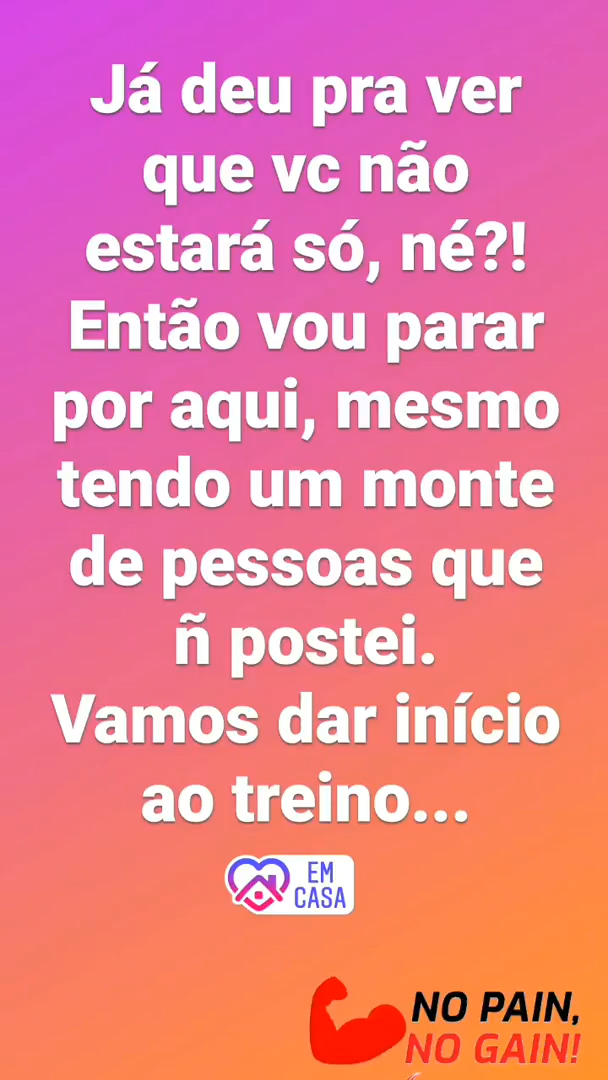 Já deu pra ver
que vc não
estará só, né?!
Então vou parar
por aqui, mesmo
tendo um monte
de pessoas que
ñ postei.
Vamos dar início
ao treino...
EM
CASA
NO PAIN,
NO GAIN!